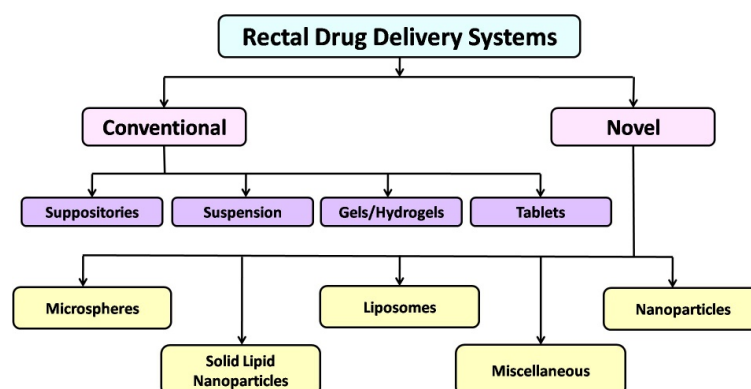 Rectal Drug Delivery Systems
Conventional
Novel
Suppositories
Suspension
Gels/Hydrogels
Tablets
Microspheres
Liposomes
Nanoparticles
Solid Lipid
Nanoparticles
Miscellaneous